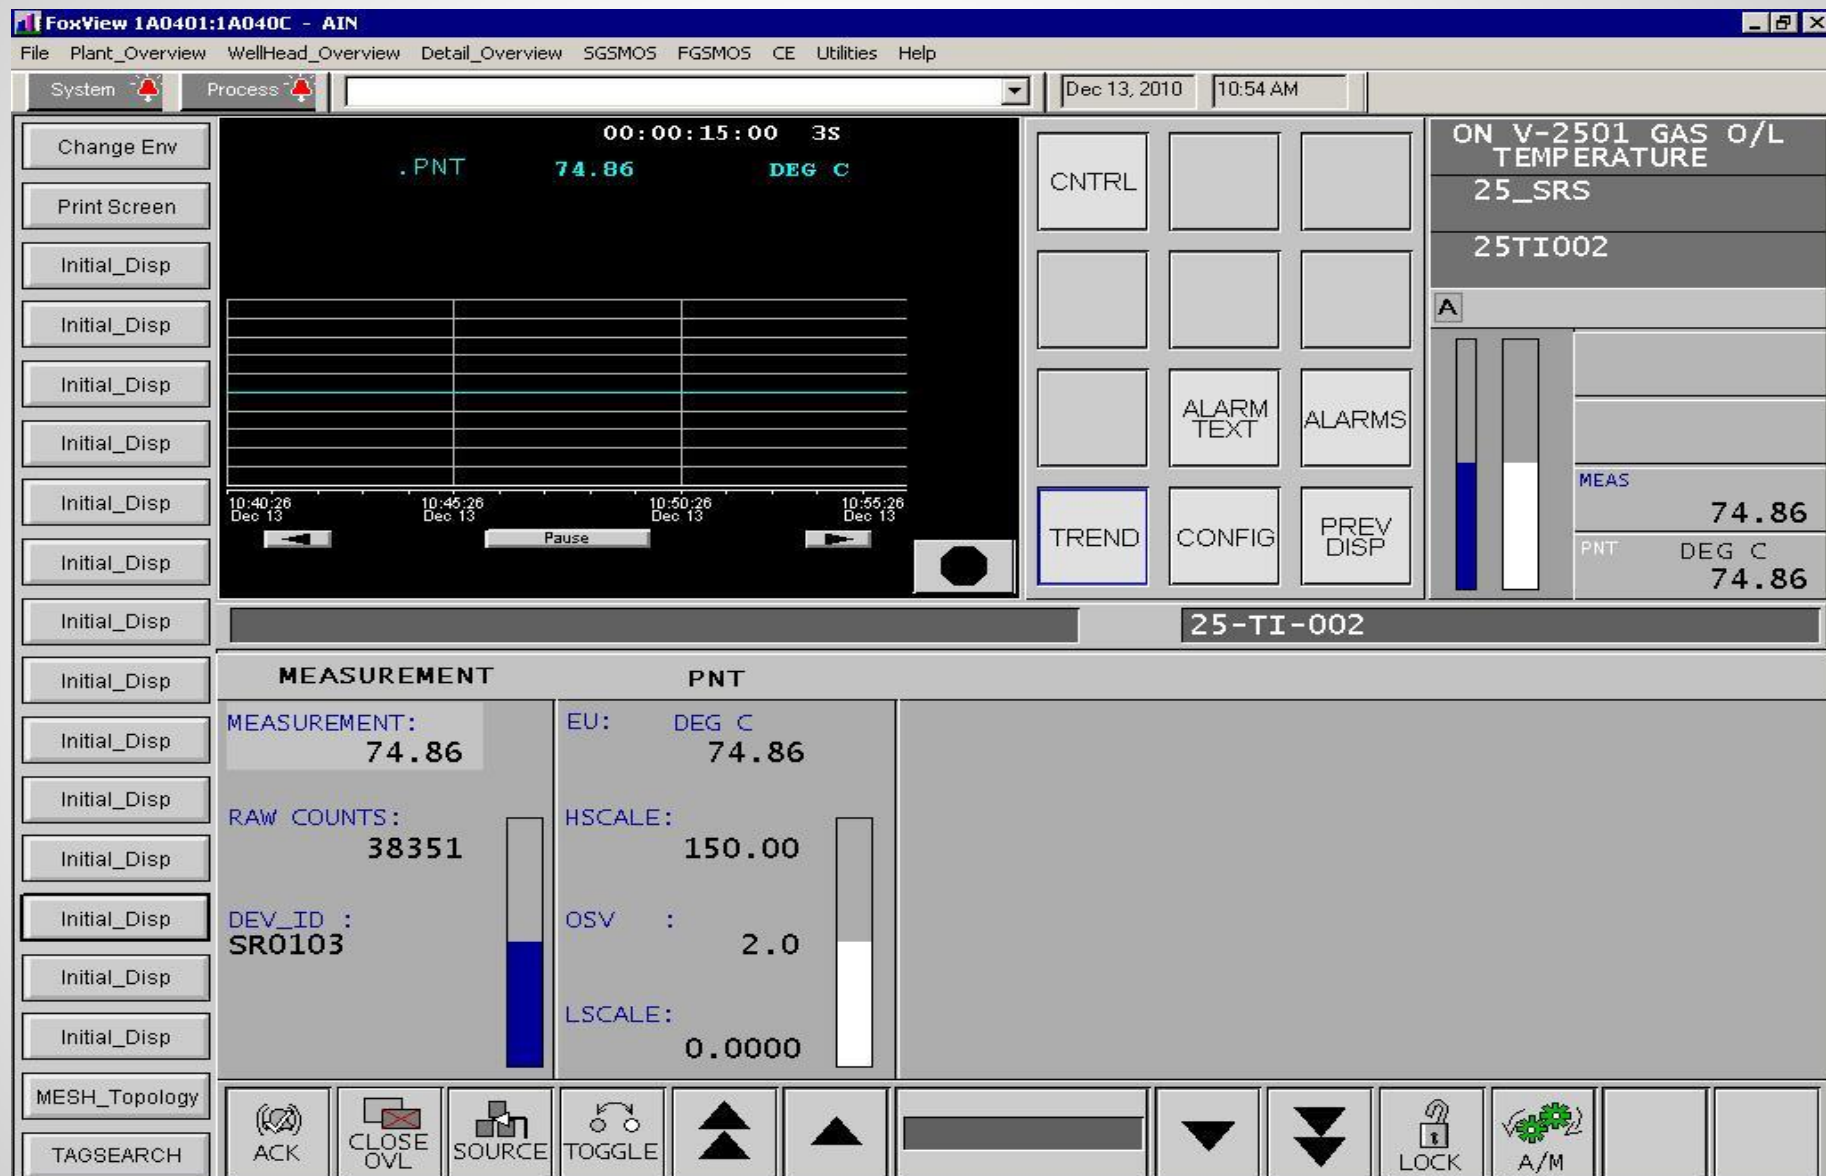 FoxView 1A0401:1A040C - AIN
File Plant_Overview WellHead_Overview Detail_Overview SGSMOS FGSMOS CE Utilities Help
System Process Dec 13, 2010 10:54 AM
Change Env
Print Screen
Initial_Disp
Initial_Disp
Initial_Disp
Initial_Disp
Initial_Disp
Initial_Disp
Initial_Disp
Initial_Disp
Initial_Disp
Initial_Disp
Initial_Disp
Initial_Disp
Initial_Disp
Initial_Disp
MESH_Topology
TAGSEARCH
00:00:15:00 3S
.PNT 74.86 DEG C
10:40:26 10:45:26 10:50:26 10:55:26
Dec 13 Dec 13 Dec 13 Dec 13
Pause
CNTRL
ALARM
TEXT
ALARMS
TREND
CONFIG
PREV
DISP
ON V-2501 GAS O/L
TEMPERATURE
25_SRS
25TI002
A
MEAS
74.86
PNT DEG C
74.86
25-TI-002
MEASUREMENT
MEASUREMENT:
74.86
RAW COUNTS:
38351
DEV_ID :
SR0103
PNT
EU: DEG C
74.86
HSCALE:
150.00
OSV :
2.0
LSCALE:
0.0000
ACK
CLOSE
OVL
SOURCE
TOGGLE
LOCK
A/M